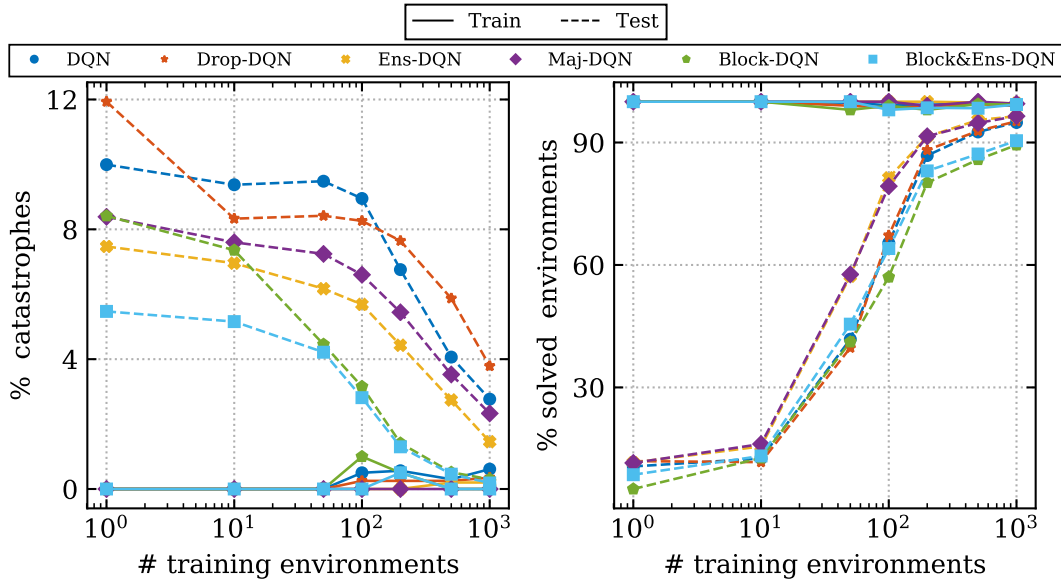 Train Test
DQN Drop-DQN Ens-DQN Maj-DQN Block-DQN Block&Ens-DQN
% catastrophes
12
8
4
0
10^0 10^1 10^2 10^3
# training environments
% solved environments
90
60
30
10^0 10^1 10^2 10^3
# training environments